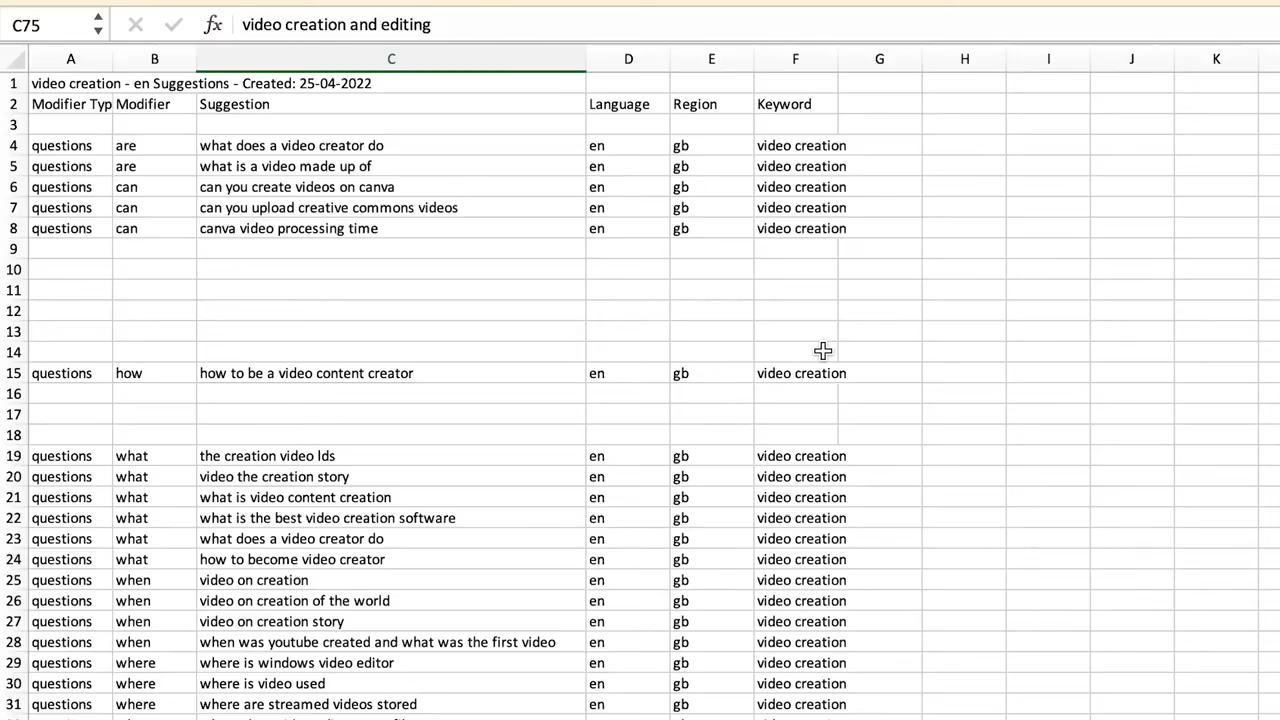 C75 fx video creation and editing
A B C D E F G H I J K
1 video creation - en Suggestions - Created: 25-04-2022
2 Modifier Typ Modifier Suggestion Language Region Keyword
3
4 questions are what does a video creator do en gb video creation
5 questions are what is a video made up of en gb video creation
6 questions can can you create videos on canva en gb video creation
7 questions can can you upload creative commons videos en gb video creation
8 questions can canva video processing time en gb video creation
9
10
11
12
13
14
15 questions how how to be a video content creator en gb video creation
16
17
18
19 questions what the creation video lds en gb video creation
20 questions what video the creation story en gb video creation
21 questions what what is video content creation en gb video creation
22 questions what what is the best video creation software en gb video creation
23 questions what what does a video creator do en gb video creation
24 questions what how to become video creator en gb video creation
25 questions when video on creation en gb video creation
26 questions when video on creation of the world en gb video creation
27 questions when video on creation story en gb video creation
28 questions when when was youtube created and what was the first video en gb video creation
29 questions where where is windows video editor en gb video creation
30 questions where where is video used en gb video creation
31 questions where where are streamed videos stored en gb video creation